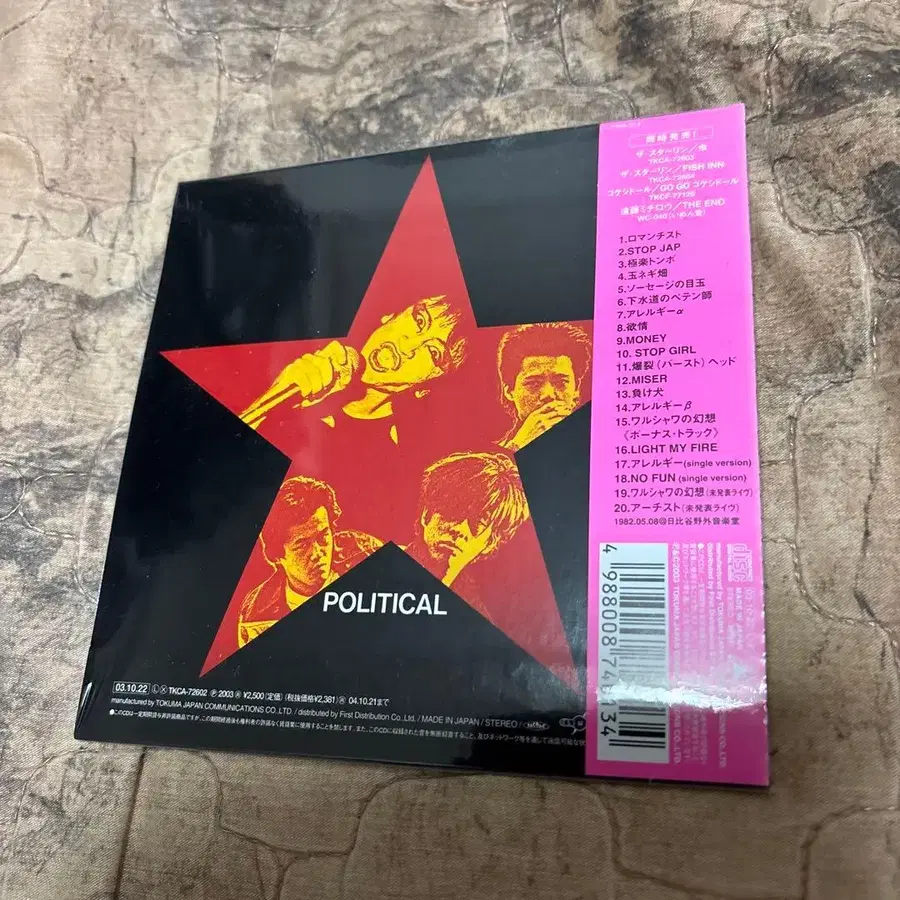 POLITICAL
03.10.22 TKCA-72602 ℗2003 ¥2,500(定価)(税抜価格¥2,381) 04.10.21まで
manufactured by TOKUMA JAPAN COMMUNICATIONS CO., LTD. / distributed by First Distribution Co., Ltd. / MADE IN JAPAN / STEREO
同時発売!
ザ・スターリン/虫
TKCA-72603
ザ・スターリン/FISH INN
TKCA-72604
コケシドール/GO GO コケシドール
遠藤ミチロウ/THE END
1.ロマンチスト
2.STOP JAP
3.極楽トンボ
4.玉ネギ畑
5.ソーセージの目玉
6.下水道のペテン師
7.アレルギーα
8.欲情
9.MONEY
10. STOP GIRL
11.爆裂(バースト)ヘッド
12.MISER
13.負け犬
14.アレルギーβ
15.ワルシャワの幻想
《ボーナス・トラック》
16.LIGHT MY FIRE
17.アレルギー(single version)
18.NO FUN (single version)
19.ワルシャワの幻想(未発表ライヴ)
20.アーチスト(未発表ライヴ)
1982.05.08@日比谷野外音楽堂